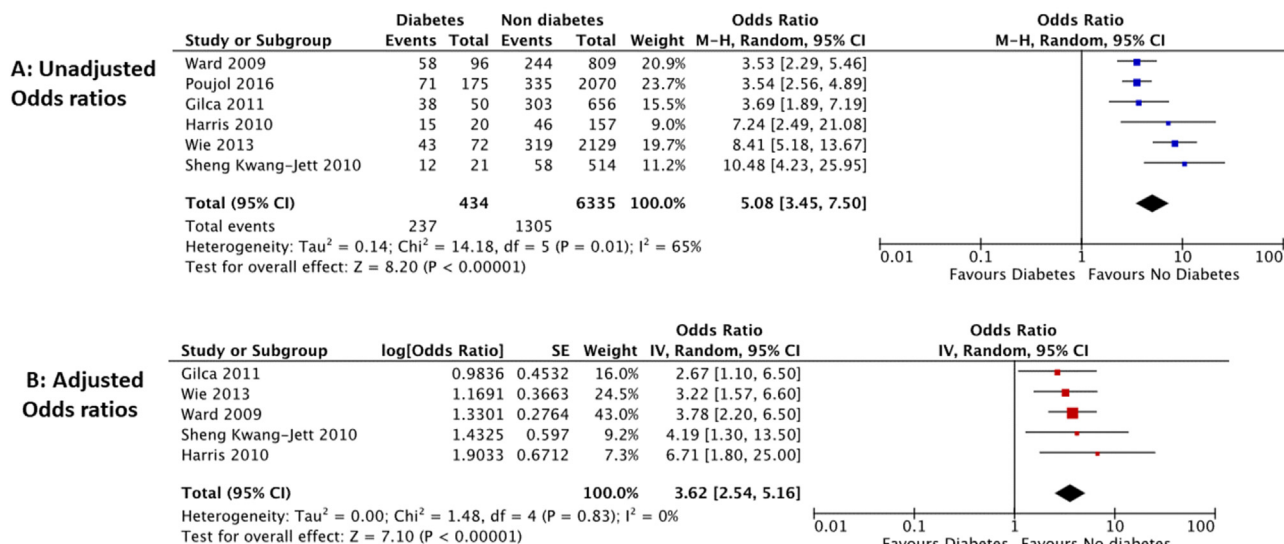 Diabetes Non diabetes Odds Ratio Odds Ratio
Study or Subgroup Events Total Events Total Weight M-H, Random, 95% CI M-H, Random, 95% CI
A: Unadjusted
Odds ratios
Ward 2009 58 96 244 809 20.9% 3.53 [2.29, 5.46]
Poujol 2016 71 175 335 2070 23.7% 3.54 [2.56, 4.89]
Gilca 2011 38 50 303 656 15.5% 3.69 [1.89, 7.19]
Harris 2010 15 20 46 157 9.0% 7.24 [2.49, 21.08]
Wie 2013 43 72 319 2129 19.7% 8.41 [5.18, 13.67]
Sheng Kwang-Jett 2010 12 21 58 514 11.2% 10.48 [4.23, 25.95]
Total (95% CI) 434 6335 100.0% 5.08 [3.45, 7.50]
Total events 237 1305
Heterogeneity: Tau² = 0.14; Chi² = 14.18, df = 5 (P = 0.01); I² = 65%
Test for overall effect: Z = 8.20 (P < 0.00001)
0.01 0.1 1 10 100
Favours Diabetes Favours No Diabetes
Odds Ratio Odds Ratio
Study or Subgroup log[Odds Ratio] SE Weight IV, Random, 95% CI IV, Random, 95% CI
B: Adjusted
Odds ratios
Gilca 2011 0.9836 0.4532 16.0% 2.67 [1.10, 6.50]
Wie 2013 1.1691 0.3663 24.5% 3.22 [1.57, 6.60]
Ward 2009 1.3301 0.2764 43.0% 3.78 [2.20, 6.50]
Sheng Kwang-Jett 2010 1.4325 0.597 9.2% 4.19 [1.30, 13.50]
Harris 2010 1.9033 0.6712 7.3% 6.71 [1.80, 25.00]
Total (95% CI) 100.0% 3.62 [2.54, 5.16]
Heterogeneity: Tau² = 0.00; Chi² = 1.48, df = 4 (P = 0.83); I² = 0%
Test for overall effect: Z = 7.10 (P < 0.00001)
0.01 0.1 1 10 100
Favours Diabetes Favours No diabetes